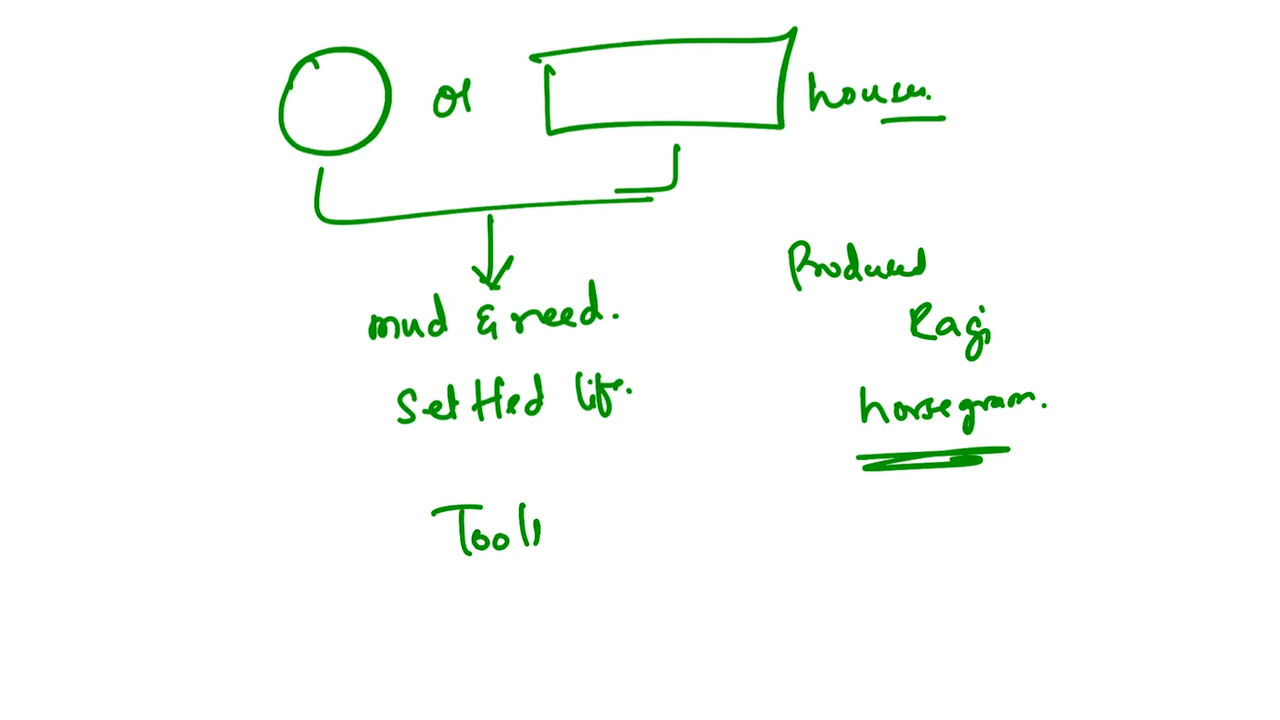 or houses.
mud & reed.
Settled life.
Produced
Ragi
horsegram.
Tools